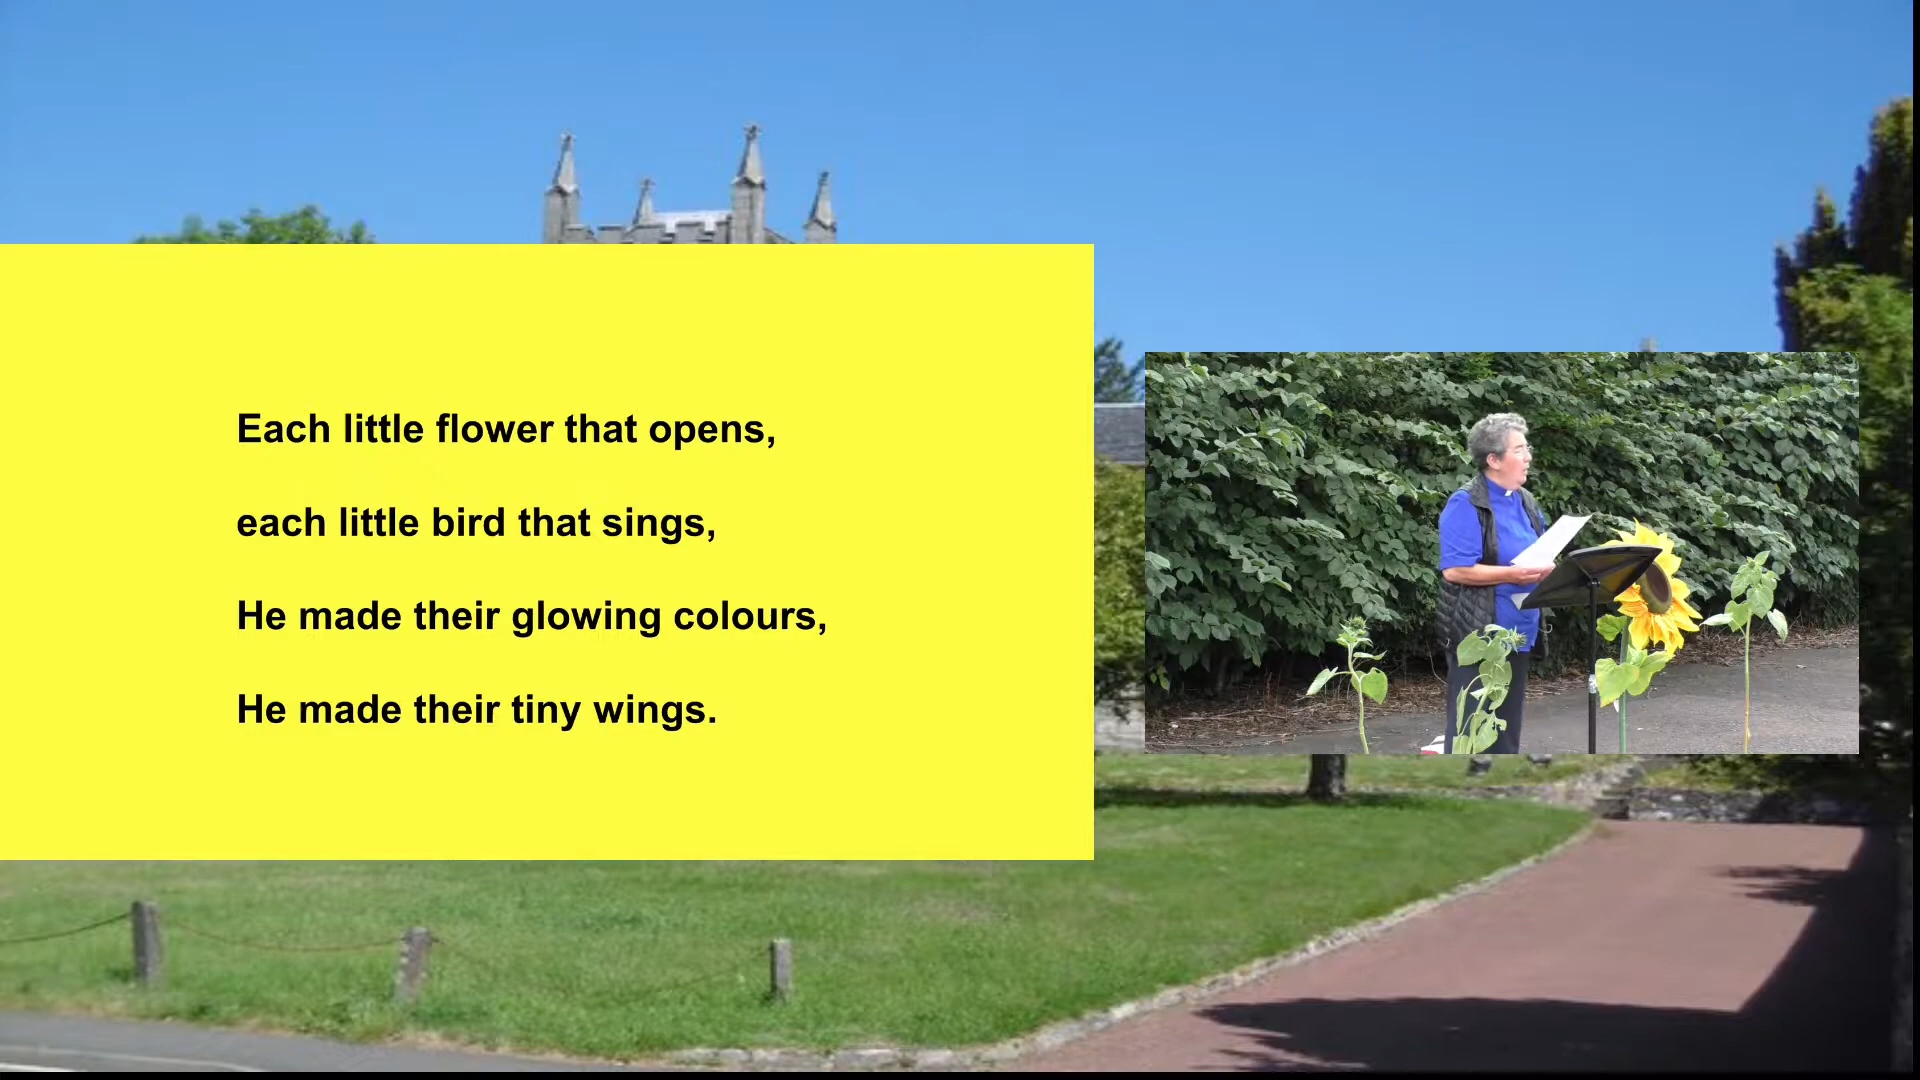 Each little flower that opens,
each little bird that sings,
He made their glowing colours,
He made their tiny wings.